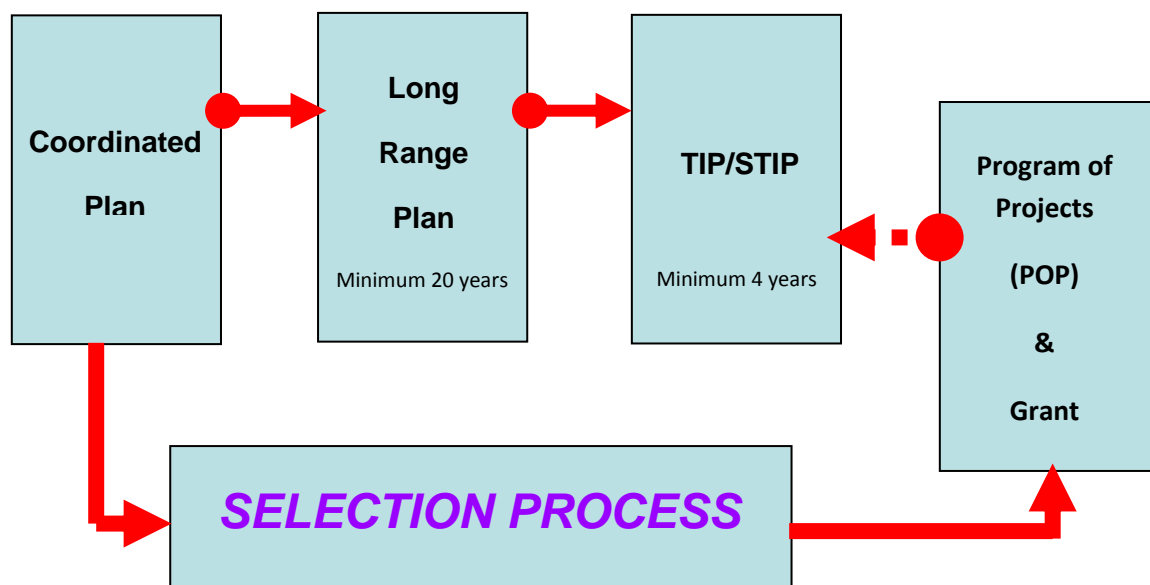 Coordinated
Plan
Long
Range
Plan
Minimum 20 years
TIP/STIP
Minimum 4 years
Program of
Projects
(POP)
&
Grant
SELECTION PROCESS